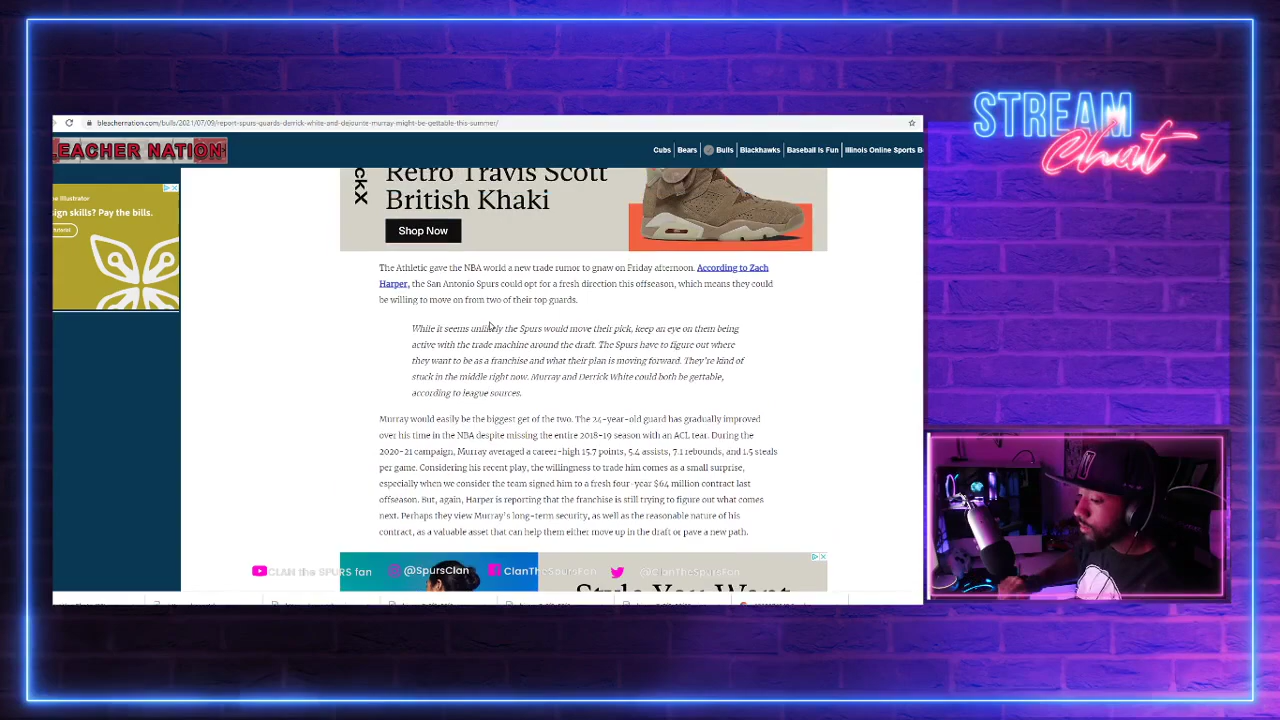 STREAM
Chat
bleachernation.com/bulls/2021/07/09/report-spurs-guards-derrick-white-and-dejounte-murray-might-be-gettable-this-summer/
LEACHER NATION
Cubs Bears Bulls Blackhawks Baseball Is Fun Illinois Online Sports B
Retro Travis Scott
British Khaki
Shop Now
CKX
e Illustrator
ign skills? Pay the bills.
The Athletic gave the NBA world a new trade rumor to gnaw on Friday afternoon. According to Zach
Harper, the San Antonio Spurs could opt for a fresh direction this offseason, which means they could
be willing to move on from two of their top guards.
While it seems unlikely the Spurs would move their pick, keep an eye on them being
active with the trade machine around the draft. The Spurs have to figure out where
they want to be as a franchise and what their plan is moving forward. They're kind of
stuck in the middle right now. Murray and Derrick White could both be gettable,
according to league sources.
Murray would easily be the biggest get of the two. The 24-year-old guard has gradually improved
over his time in the NBA despite missing the entire 2018-19 season with an ACL tear. During the
2020-21 campaign, Murray averaged a career-high 15.7 points, 5.4 assists, 7.1 rebounds, and 1.5 steals
per game. Considering his recent play, the willingness to trade him comes as a small surprise,
especially when we consider the team signed him to a fresh four-year $64 million contract last
offseason. But, again, Harper is reporting that the franchise is still trying to figure out what comes
next. Perhaps they view Murray's long-term security, as well as the reasonable nature of his
contract, as a valuable asset that can help them either move up in the draft or pave a new path.
CLAN the SPURS fan @SpursClan ClanTheSpursFan @ClanTheSpursFan
Style You Want